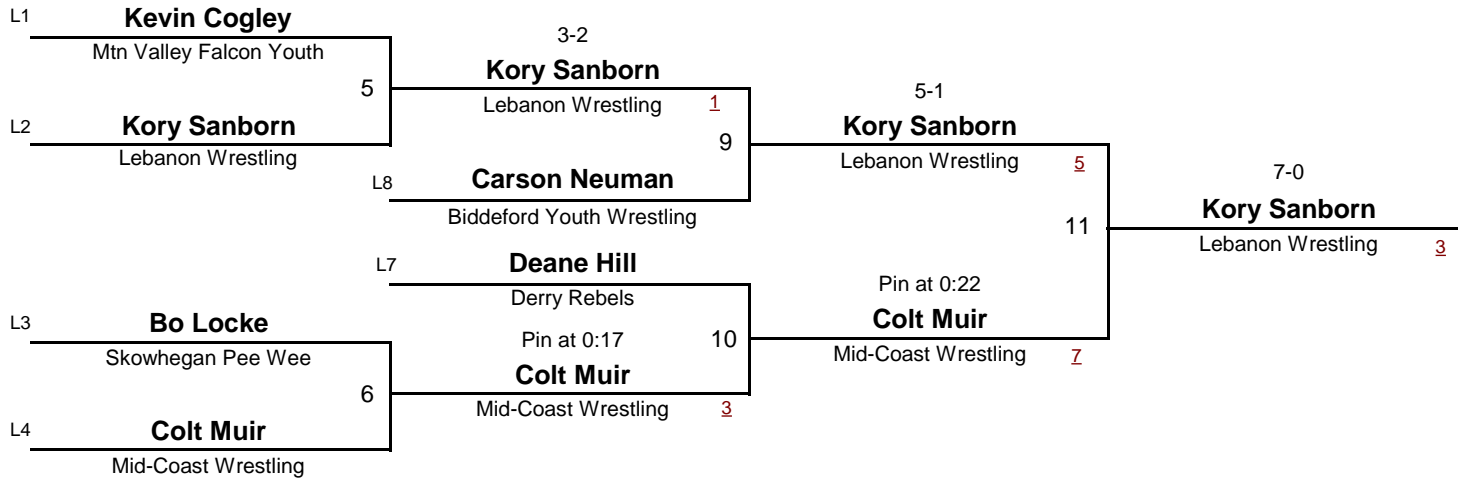 L1
Kevin Cogley
Mtn Valley Falcon Youth
5
L2
Kory Sanborn
Lebanon Wrestling
3-2
Kory Sanborn
Lebanon Wrestling 1
9
L8
Carson Neuman
Biddeford Youth Wrestling
5-1
Kory Sanborn
Lebanon Wrestling 5
11
7-0
Kory Sanborn
Lebanon Wrestling 3
L7
Deane Hill
Derry Rebels
10
L3
Bo Locke
Skowhegan Pee Wee
6
L4
Colt Muir
Mid-Coast Wrestling
Pin at 0:17
Colt Muir
Mid-Coast Wrestling 3
Pin at 0:22
Colt Muir
Mid-Coast Wrestling 7